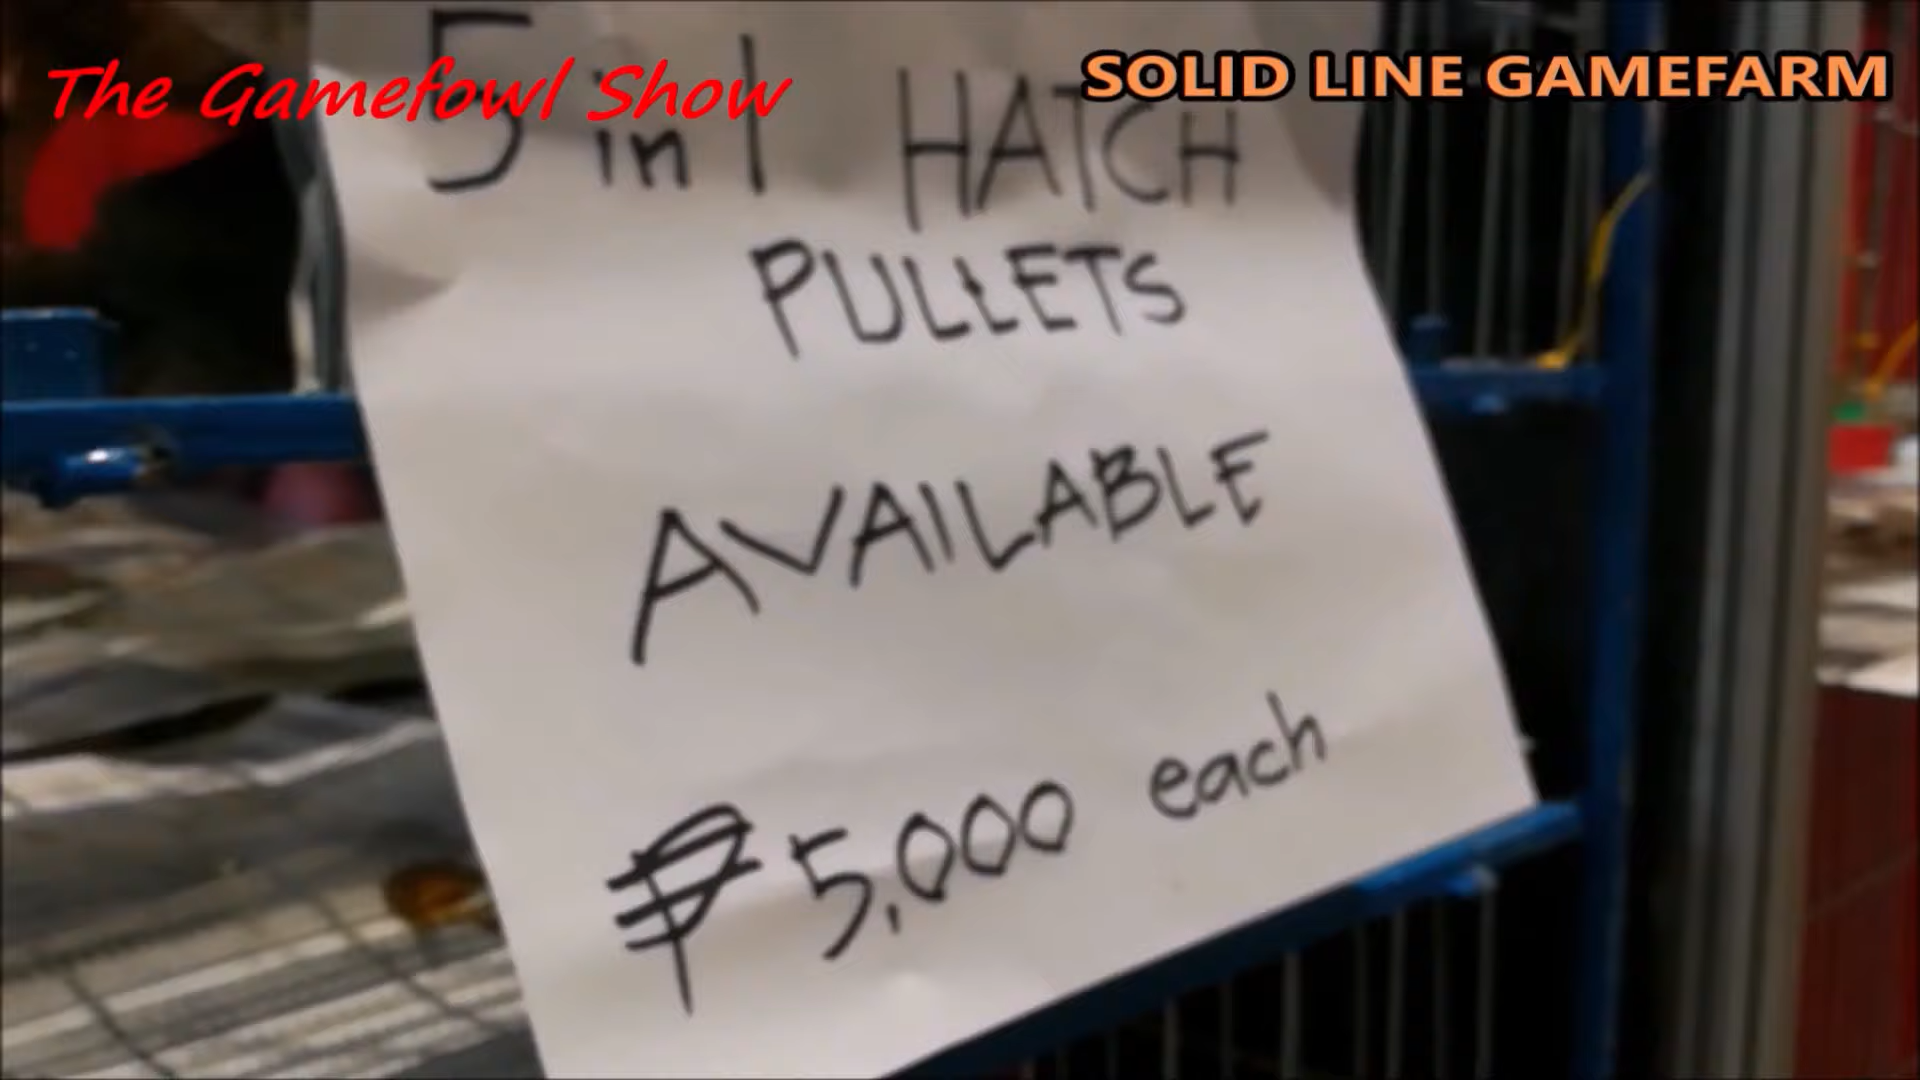 The Gamefowl Show
SOLID LINE GAMEFARM
5 in 1 HATCH
PULLETS
AVAILABLE
₱ 5,000 each